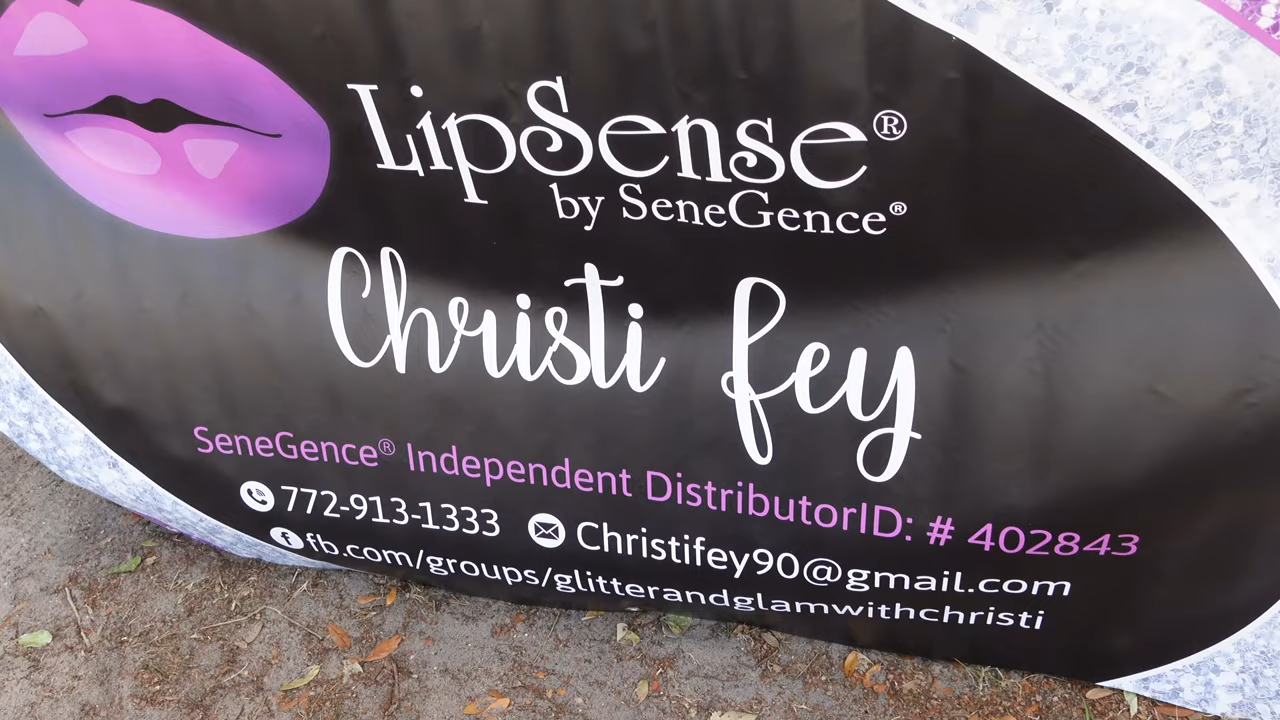 LipSense®
by SeneGence®
Christi fey
SeneGence® Independent DistributorID: # 402843
772-913-1333 Christifey90@gmail.com
fb.com/groups/glitterandglamwithchristi